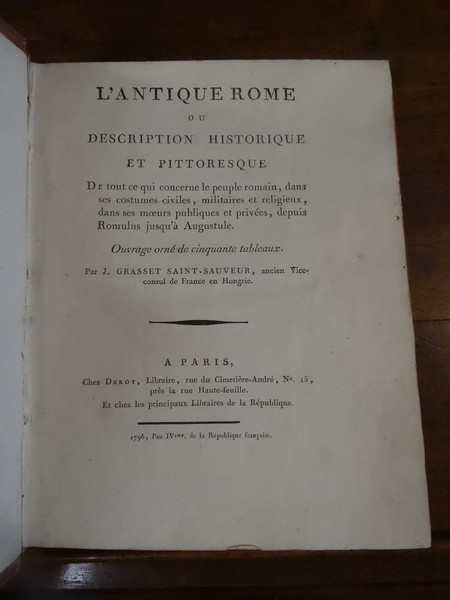 L'ANTIQUE ROME
OU
DESCRIPTION HISTORIQUE
ET PITTORESQUE
DE tout ce qui concerne le peuple romain, dans
ses costumes civiles, militaires et religieux,
dans ses mœurs publiques et privées, depuis
Romulus jusqu'à Augustule.
Ouvrage orné de cinquante tableaux.
Par J. GRASSET SAINT-SAUVEUR, ancien Vice-
consul de France en Hongrie.
A PARIS,
Chez DEROY, Libraire, rue du Cimetière-André, No. 15,
près la rue Haute-feuille.
Et chez les principaux Libraires de la République.
1796, l'an IVme. de la République française.